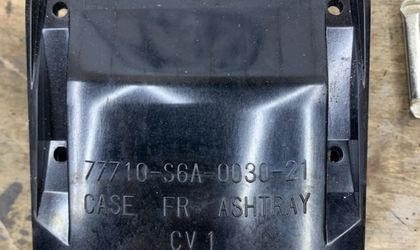 77710-S6A-0030-21
CASE FR ASHTRAY
CV 1